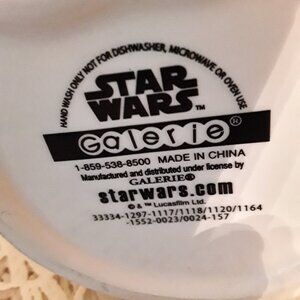 HAND WASH ONLY NOT FOR DISHWASHER, MICROWAVE OR OVEN USE
STAR
WARS™
Galerie®
1-859-538-8500 MADE IN CHINA
Manufactured and distributed under license by
GALERIE®
starwars.com
© & ™ Lucasfilm Ltd.
33334-1297-1117/1118/1120/1164
-1552-0023/0024-157